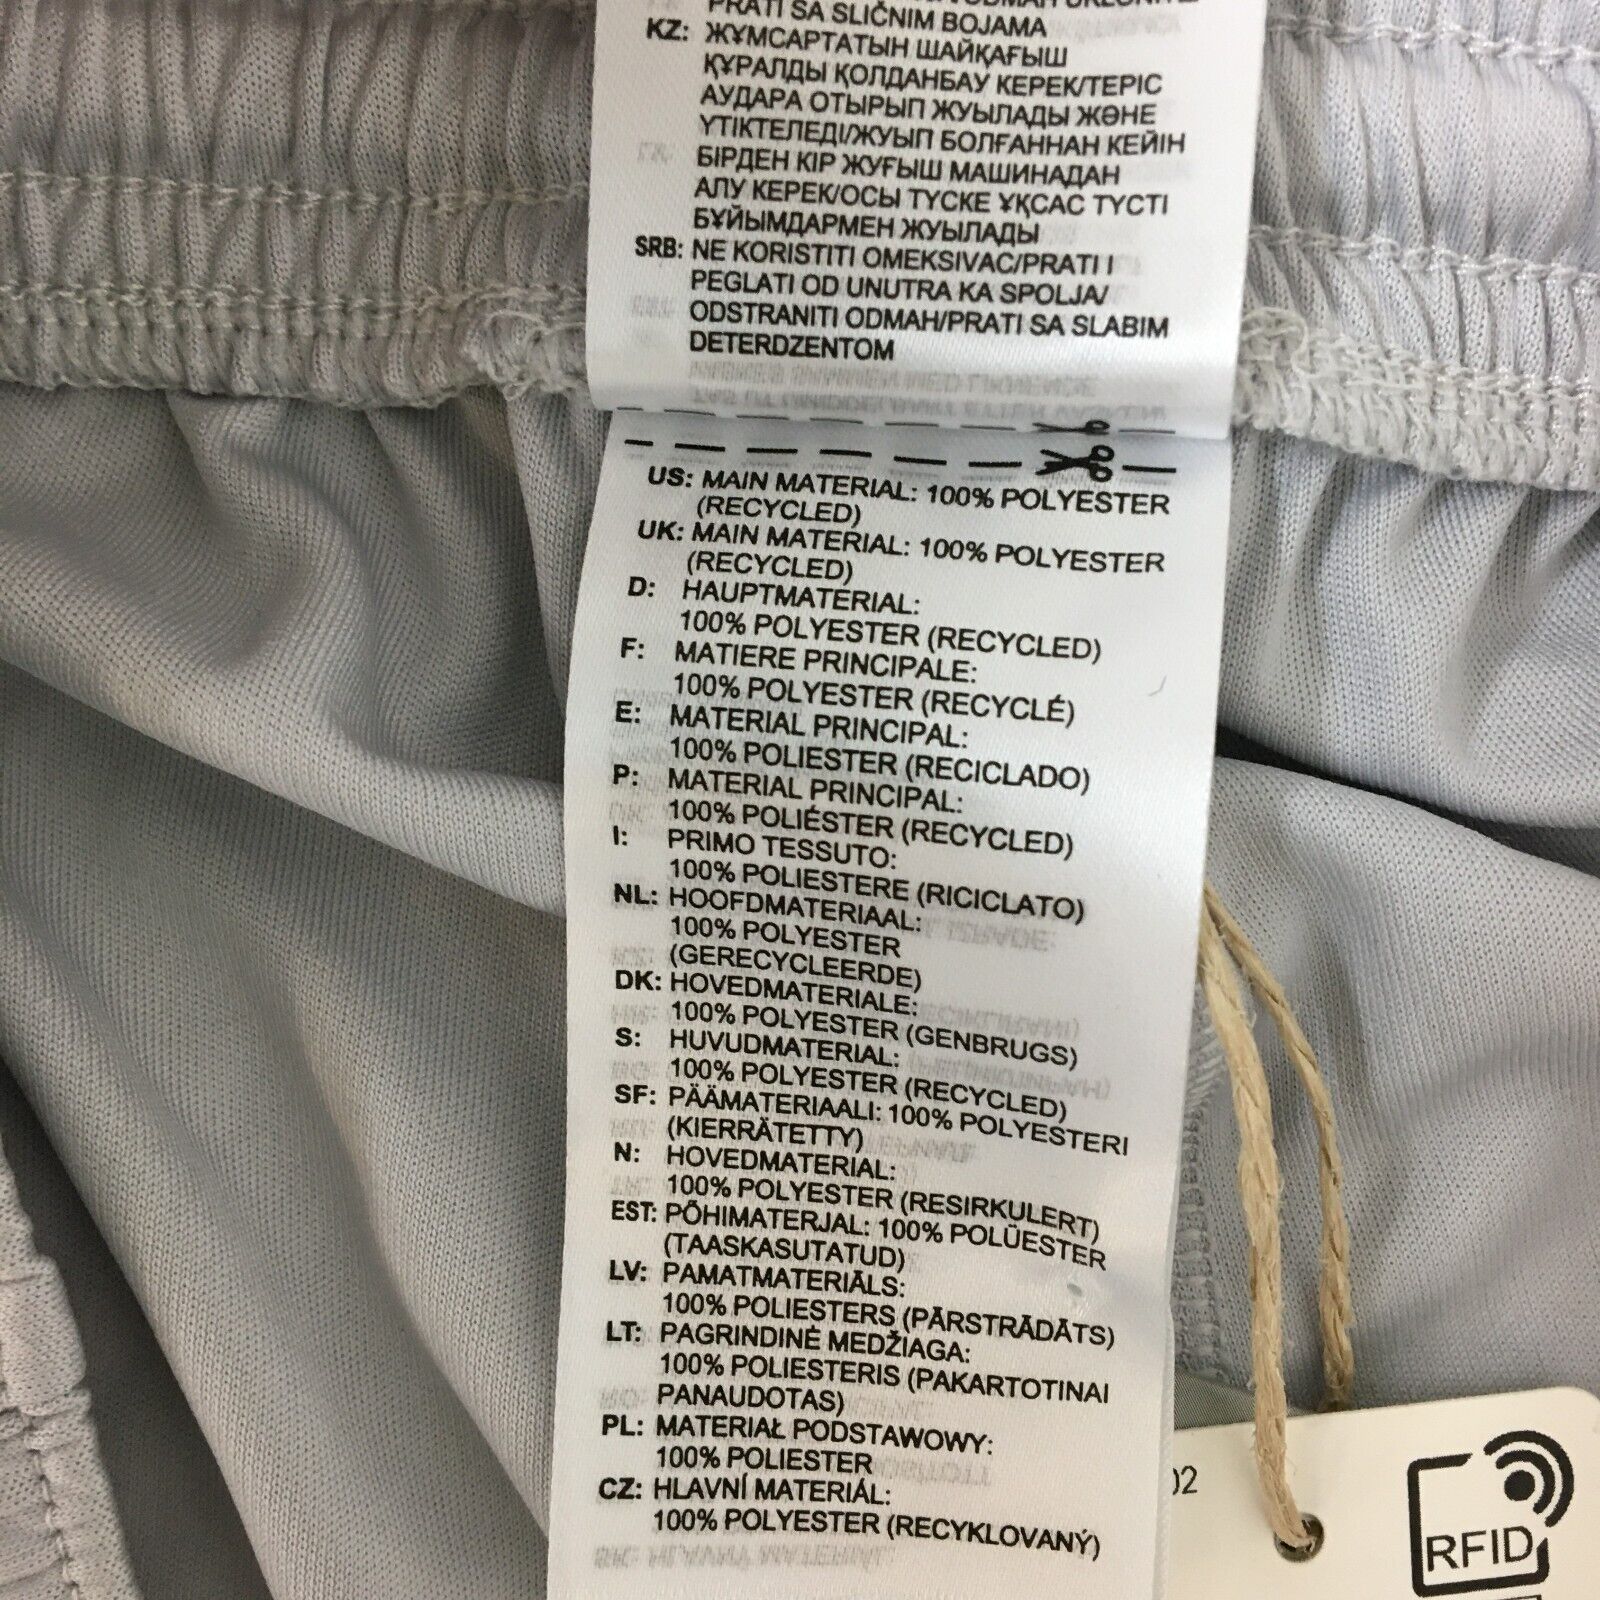 PRATI SA SLIČNIM BOJAMA
KZ: ЖҰМСАРТАТЫН ШАЙҚАҒЫШ
ҚҰРАЛДЫ ҚОЛДАНБАУ КЕРЕК/ТЕРІС
АУДАРА ОТЫРЫП ЖУЫЛАДЫ ЖӘНЕ
ҮТІКТЕЛЕДІ/ЖУЫП БОЛҒАННАН КЕЙІН
БІРДЕН КІР ЖУҒЫШ МАШИНАДАН
АЛУ КЕРЕК/ОСЫ ТҮСКЕ ҰҚСАС ТҮСТІ
БҰЙЫМДАРМЕН ЖУЫЛАДЫ
SRB: NE KORISTITI OMEKSIVAC/PRATI I
PEGLATI OD UNUTRA KA SPOLJA/
ODSTRANITI ODMAH/PRATI SA SLABIM
DETERDZENTOM
US: MAIN MATERIAL: 100% POLYESTER
(RECYCLED)
UK: MAIN MATERIAL: 100% POLYESTER
(RECYCLED)
D: HAUPTMATERIAL:
100% POLYESTER (RECYCLED)
F: MATIERE PRINCIPALE:
100% POLYESTER (RECYCLÉ)
E: MATERIAL PRINCIPAL:
100% POLIESTER (RECICLADO)
P: MATERIAL PRINCIPAL:
100% POLIÉSTER (RECYCLED)
I: PRIMO TESSUTO:
100% POLIESTERE (RICICLATO)
NL: HOOFDMATERIAAL:
100% POLYESTER
(GERECYCLEERDE)
DK: HOVEDMATERIALE:
100% POLYESTER (GENBRUGS)
S: HUVUDMATERIAL:
100% POLYESTER (RECYCLED)
SF: PÄÄMATERIAALI: 100% POLYESTERI
(KIERRÄTETTY)
N: HOVEDMATERIAL:
100% POLYESTER (RESIRKULERT)
EST: PÕHIMATERJAL: 100% POLÜESTER
(TAASKASUTATUD)
LV: PAMATMATERIĀLS:
100% POLIESTERS (PĀRSTRĀDĀTS)
LT: PAGRINDINĖ MEDŽIAGA:
100% POLIESTERIS (PAKARTOTINAI
PANAUDOTAS)
PL: MATERIAŁ PODSTAWOWY:
100% POLIESTER
CZ: HLAVNÍ MATERIÁL:
100% POLYESTER (RECYKLOVANÝ)
02
RFID